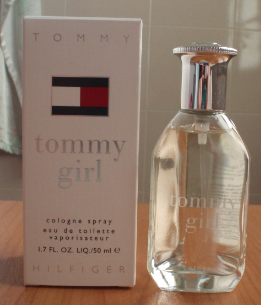 TOMMY
tommy
girl
cologne spray
eau de toilette
vaporisateur
1.7 FL. OZ. LIQ./50 ml ℮
HILFIGER
tommy
girl